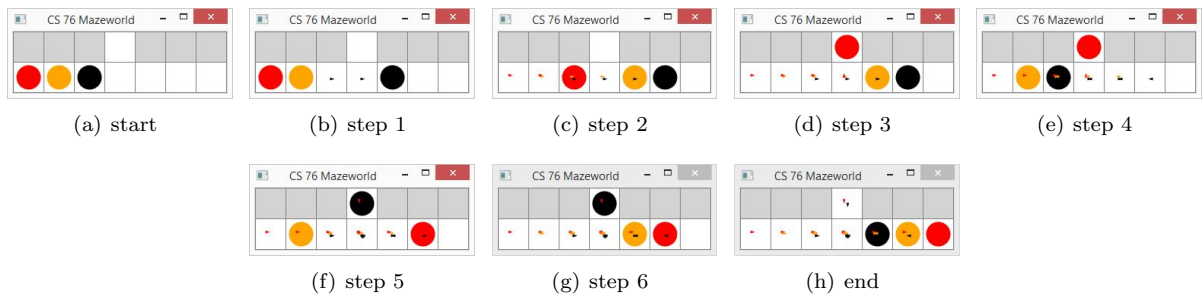 CS 76 Mazeworld CS 76 Mazeworld CS 76 Mazeworld CS 76 Mazeworld CS 76 Mazeworld
(a) start (b) step 1 (c) step 2 (d) step 3 (e) step 4
CS 76 Mazeworld CS 76 Mazeworld CS 76 Mazeworld
(f) step 5 (g) step 6 (h) end